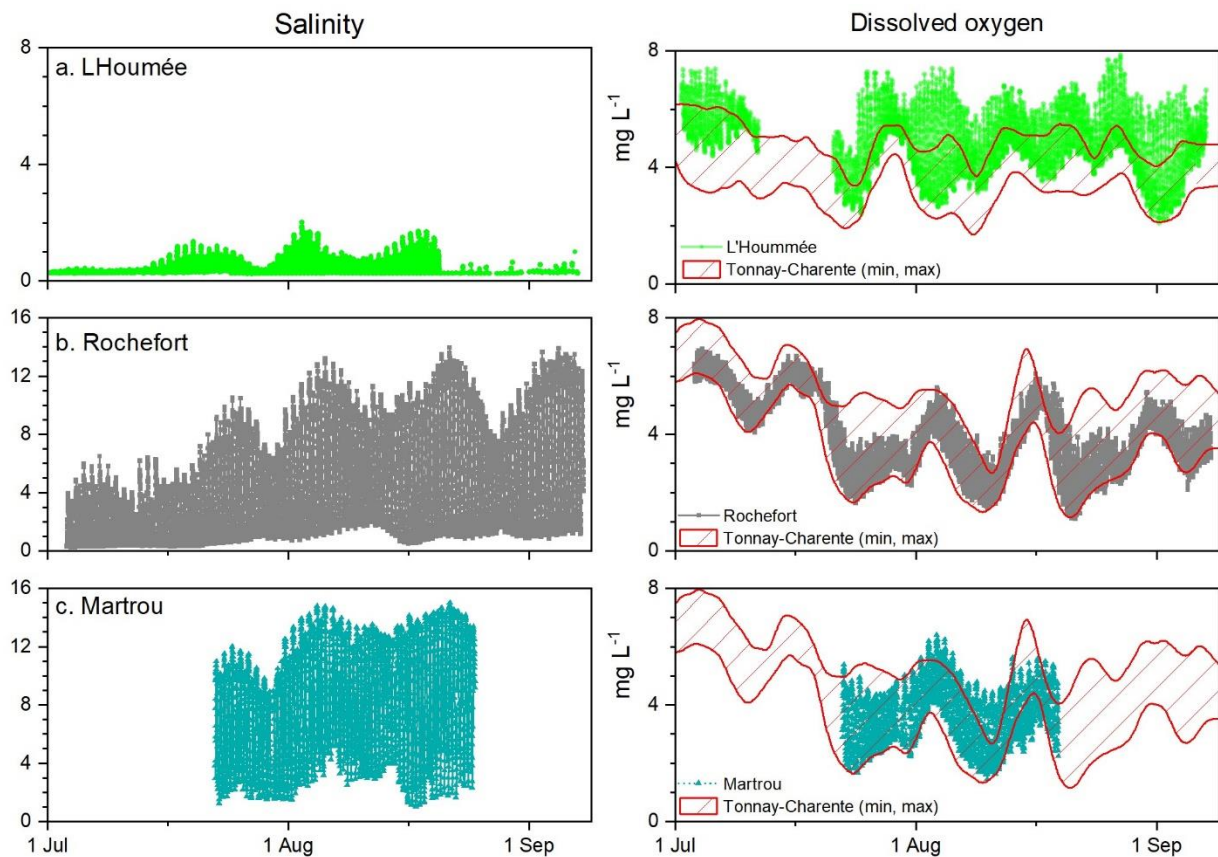 Salinity
Dissolved oxygen
8
a. LHoumée
4
0
8
mg L-1
4
L'Hoummée
Tonnay-Charente (min, max)
0
16
b. Rochefort
12
8
4
0
8
mg L-1
4
Rochefort
Tonnay-Charente (min, max)
0
16
c. Martrou
12
8
4
0
1 Jul
1 Aug
1 Sep
8
mg L-1
4
Martrou
Tonnay-Charente (min, max)
0
1 Jul
1 Aug
1 Sep